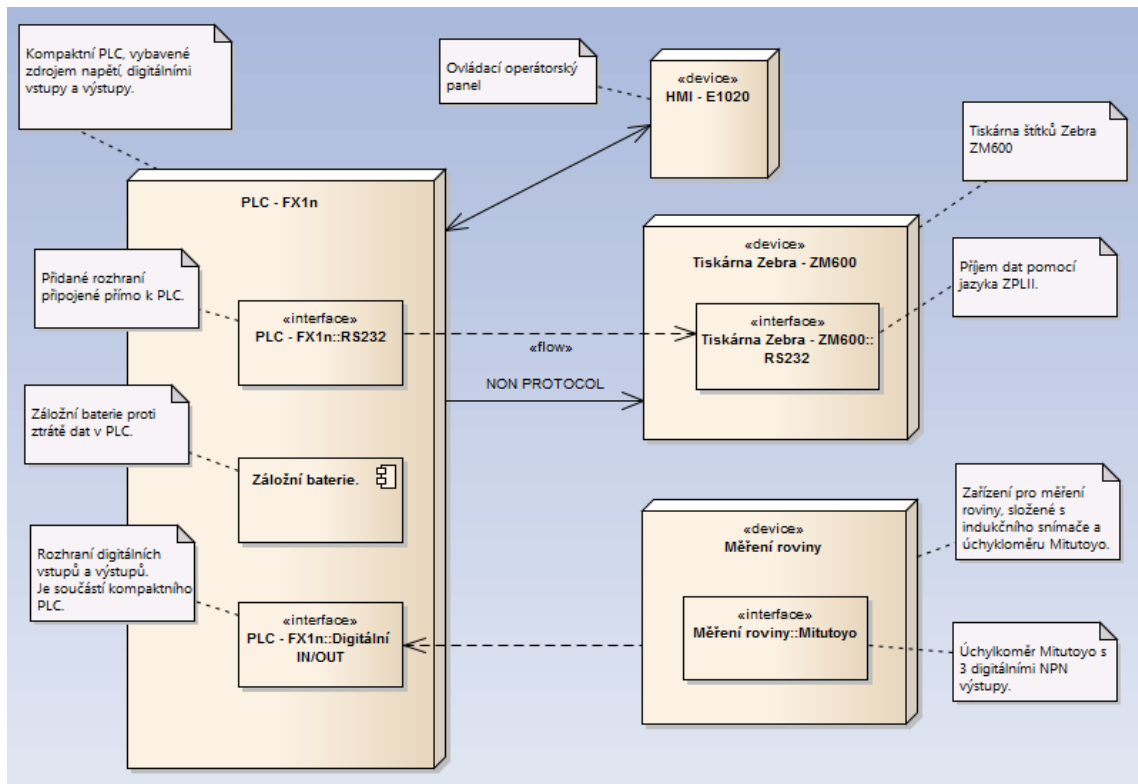 Kompaktní PLC, vybavené
zdrojem napětí, digitálními
vstupy a výstupy.
Ovládací operátorský
panel
«device»
HMI - E1020
Tiskárna štítků Zebra
ZM600
PLC - FX1n
«device»
Tiskárna Zebra - ZM600
Přidané rozhraní
připojené přímo k PLC.
Příjem dat pomocí
jazyka ZPLII.
«interface»
PLC - FX1n::RS232
«flow»
«interface»
Tiskárna Zebra - ZM600::
RS232
NON PROTOCOL
Záložní baterie proti
ztrátě dat v PLC.
Záložní baterie.
Zařízení pro měření
roviny, složené s
indukčního snímače a
úchykloměru Mitutoyo.
«device»
Měření roviny
Rozhraní digitálních
vstupů a výstupů.
Je součástí kompaktního
PLC.
«interface»
PLC - FX1n::Digitální
IN/OUT
«interface»
Měření roviny::Mitutoyo
Úchylkoměr Mitutoyo s
3 digitálními NPN
výstupy.